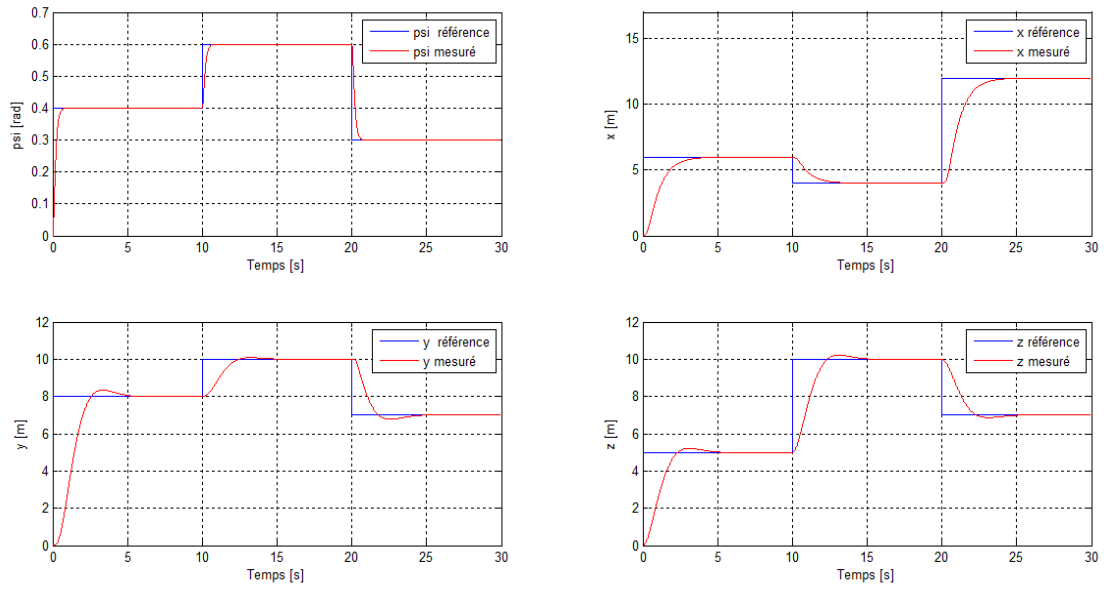 0.7
0.6
0.5
0.4
0.3
0.2
0.1
0
psi [rad]
psi référence
psi mesuré
0 5 10 15 20 25 30
Temps [s]
15
10
5
0
x [m]
x référence
x mesuré
0 5 10 15 20 25 30
Temps [s]
12
10
8
6
4
2
0
y [m]
y référence
y mesuré
0 5 10 15 20 25 30
Temps [s]
12
10
8
6
4
2
0
z [m]
z référence
z mesuré
0 5 10 15 20 25 30
Temps [s]